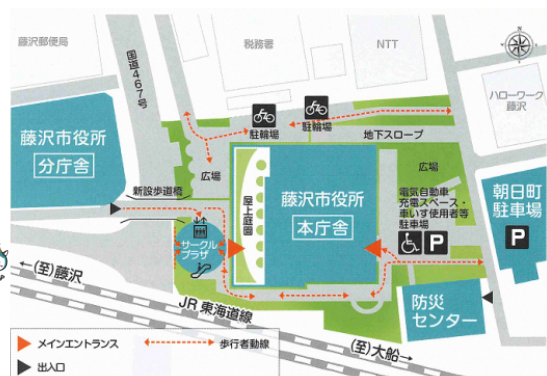 藤沢郵便局
国道467号
税務署
NTT
ハローワーク
藤沢
駐輪場
駐輪場
地下スロープ
藤沢市役所
分庁舎
広場
新設歩道橋
屋上庭園
藤沢市役所
本庁舎
広場
電気自動車
充電スペース・
車いす使用者等
駐車場
P
朝日町
駐車場
P
サークル
プラザ
(至)藤沢
JR 東海道線
防災
センター
(至)大船
メインエントランス
歩行者動線
出入口